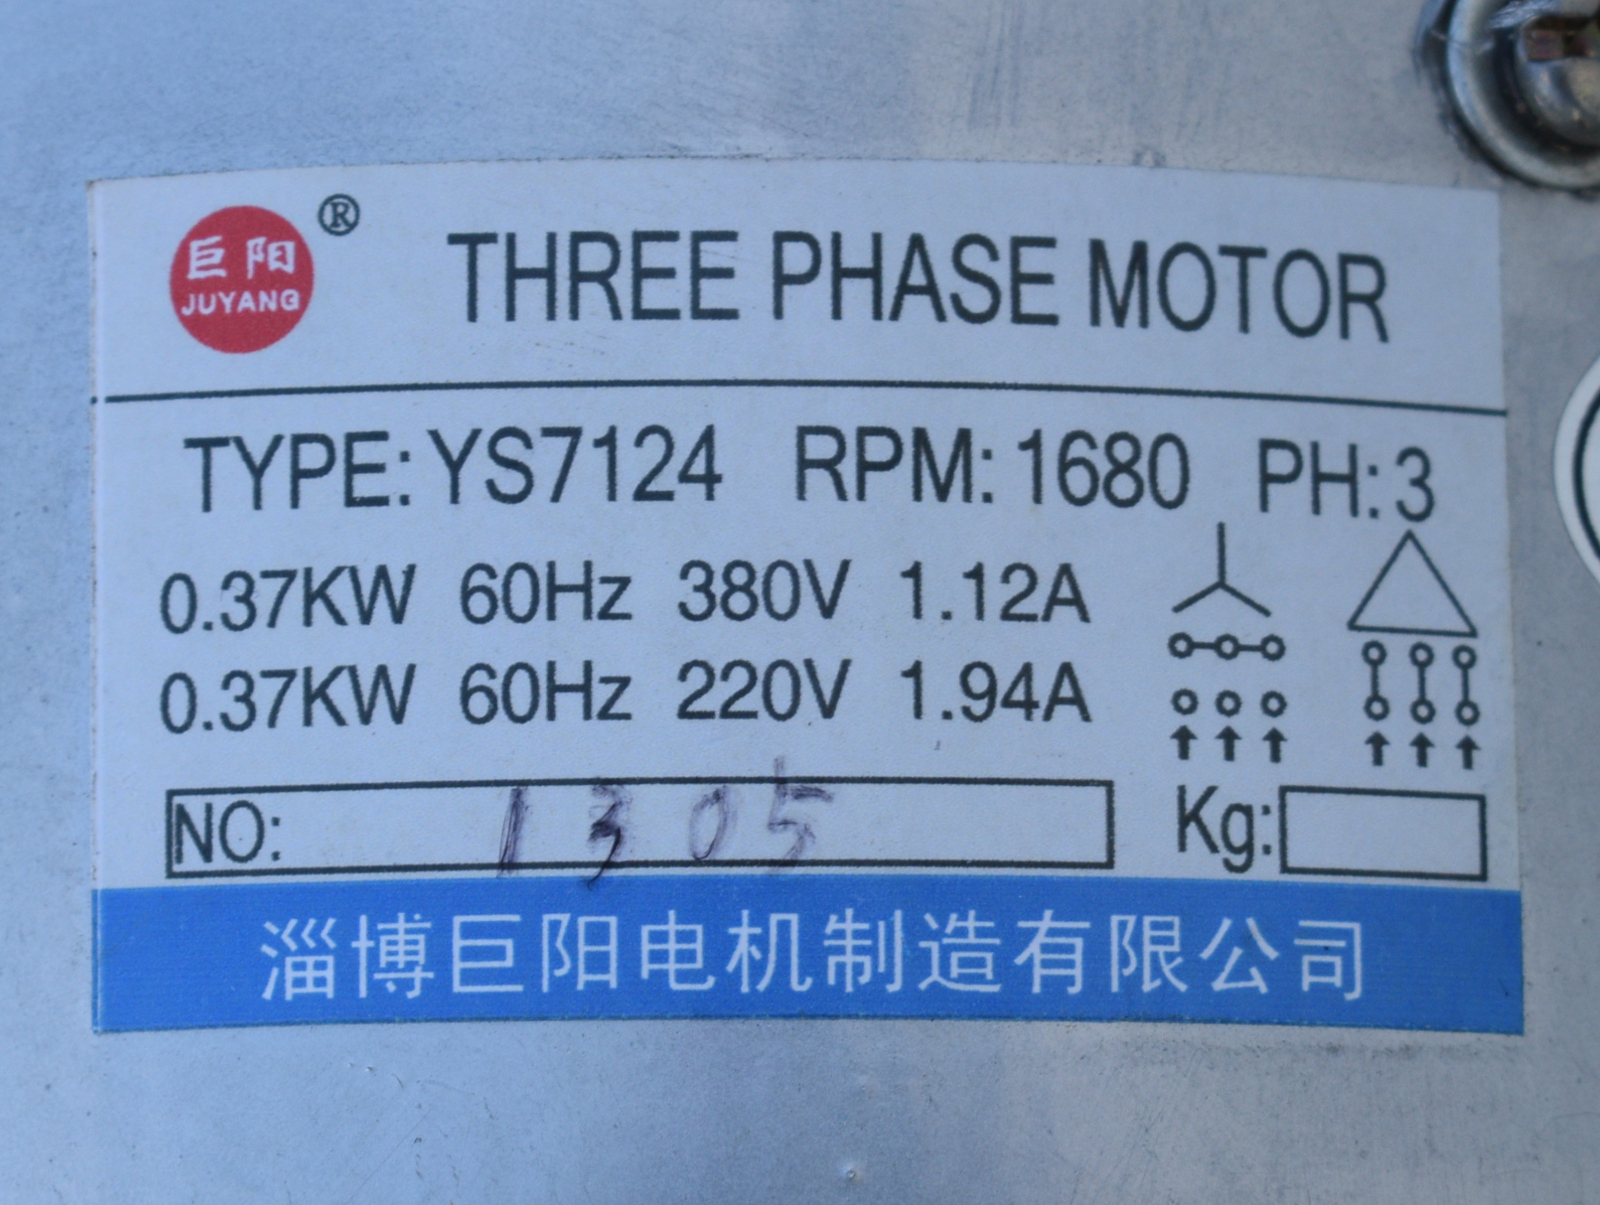 巨阳 ®
JUYANG
THREE PHASE MOTOR
TYPE: YS7124 RPM: 1680 PH: 3
0.37KW 60Hz 380V 1.12A
0.37KW 60Hz 220V 1.94A
NO: 1305 Kg:
淄博巨阳电机制造有限公司